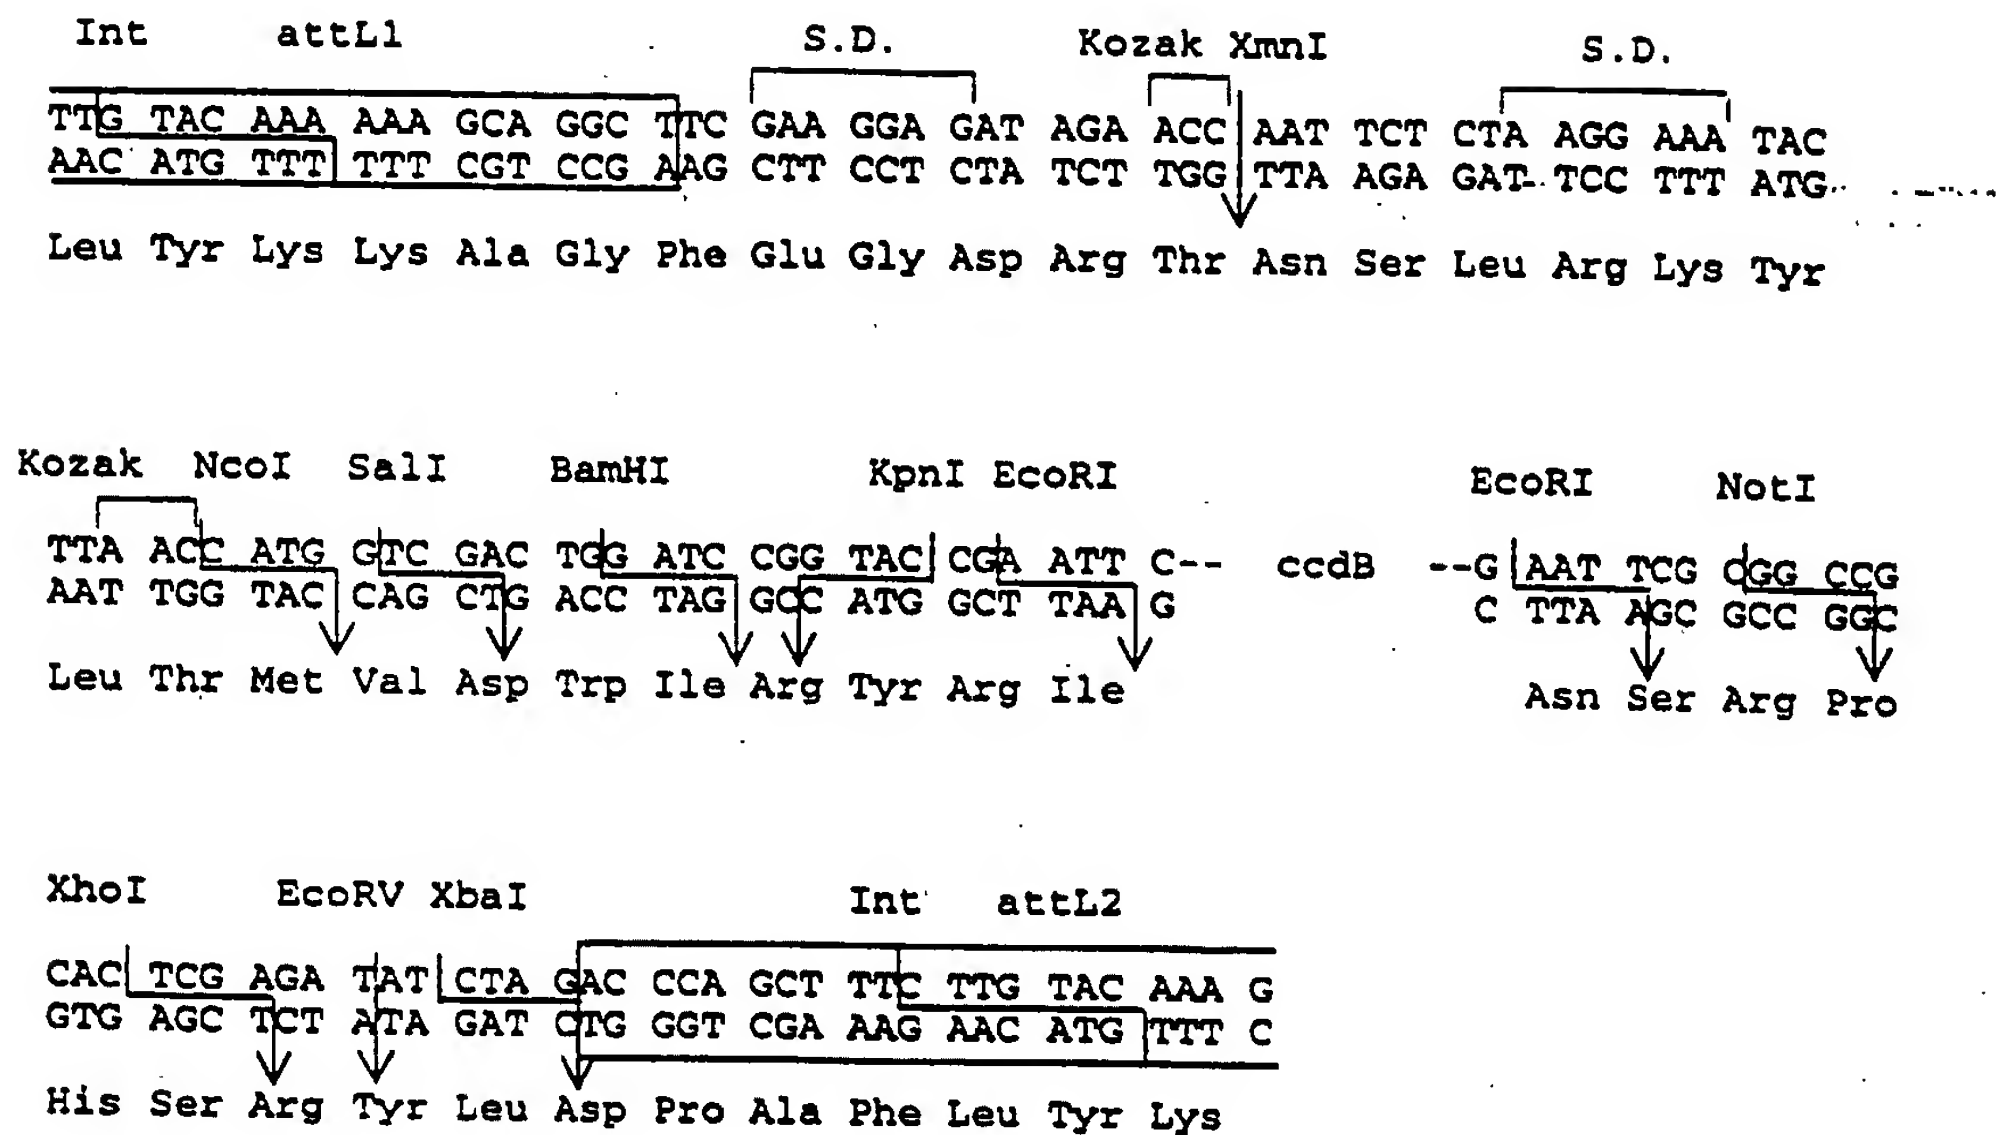 Int attL1 S.D. Kozak XmnI S.D.
TTG TAC AAA AAA GCA GGC TTC GAA GGA GAT AGA ACC AAT TCT CTA AGG AAA TAC
AAC ATG TTT TTT CGT CCG AAG CTT CCT CTA TCT TGG TTA AGA GAT TCC TTT ATG
Leu Tyr Lys Lys Ala Gly Phe Glu Gly Asp Arg Thr Asn Ser Leu Arg Lys Tyr
Kozak NcoI SalI BamHI KpnI EcoRI EcoRI NotI
TTA ACC ATG GTC GAC TGG ATC CGG TAC CGA ATT C-- ccdB --G AAT TCG CGG CCG
AAT TGG TAC CAG CTG ACC TAG GCC ATG GCT TAA G C TTA AGC GCC GGC
Leu Thr Met Val Asp Trp Ile Arg Tyr Arg Ile Asn Ser Arg Pro
XhoI EcoRV XbaI Int attL2
CAC TCG AGA TAT CTA GAC CCA GCT TTC TTG TAC AAA G
GTG AGC TCT ATA GAT CTG GGT CGA AAG AAC ATG TTT C
His Ser Arg Tyr Leu Asp Pro Ala Phe Leu Tyr Lys